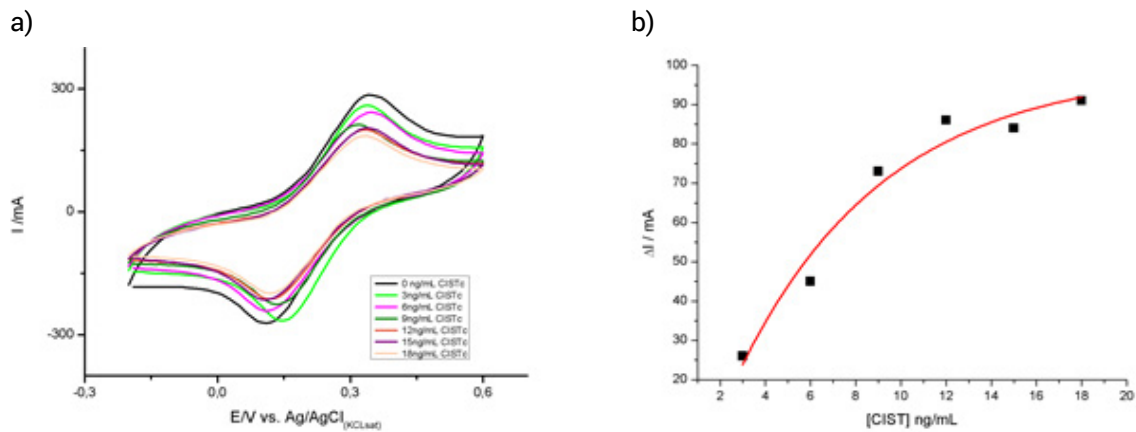 a)
300
0
-300
-0,3
0,0
0,3
0,6
I /mA
E/V vs. Ag/AgCl(KCLsat)
0 ng/mL CISTc
3ng/mL CISTc
6ng/mL CISTc
9ng/mL CISTc
12ng/mL CISTc
15ng/mL CISTc
18ng/mL CISTc
b)
100
90
80
70
60
50
40
30
20
2
4
6
8
10
12
14
16
18
20
ΔI / mA
[CIST] ng/mL